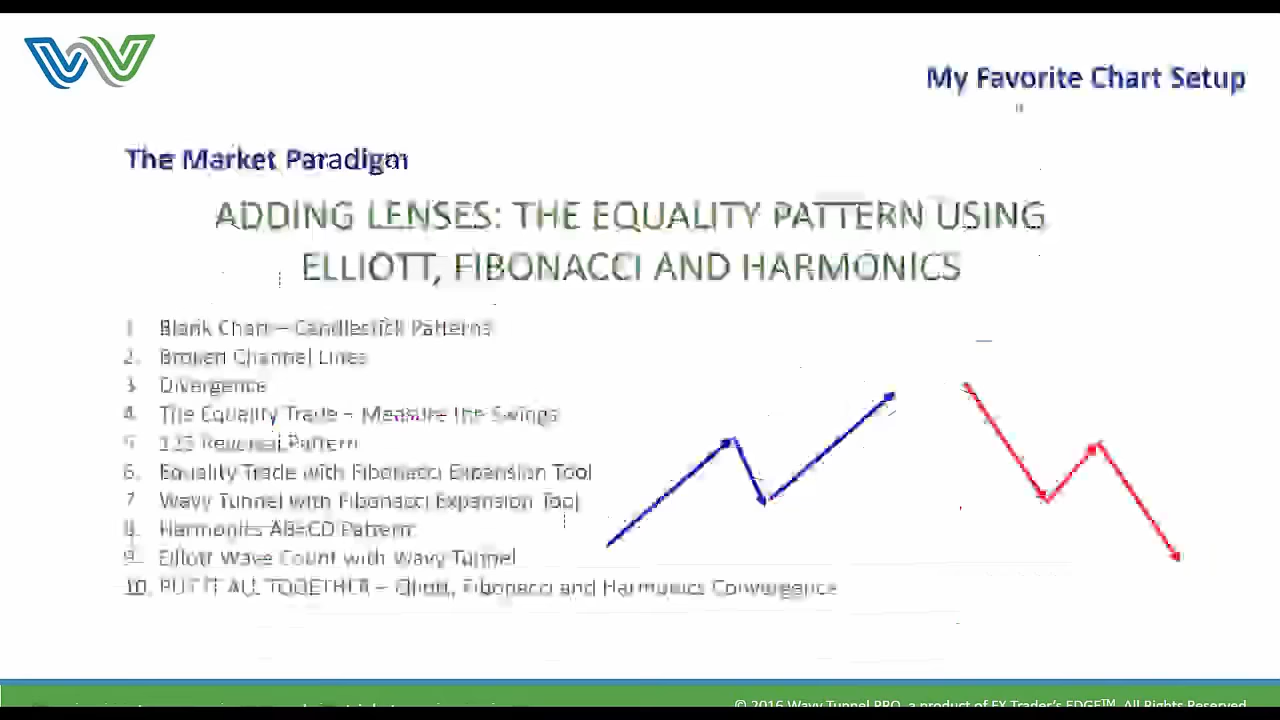 My Favorite Chart Setup
The Market Paradigm
ADDING LENSES: THE EQUALITY PATTERN USING
ELLIOTT, FIBONACCI AND HARMONICS
1. Blank Chart – Candlestick Patterns
2. Broken Channel Lines
3. Divergence
4. The Equality Trade – Measure the Swings
5. Reversal Pattern
6. Equality Trade with Fibonacci Expansion Tool
7. Wavy Tunnel with Fibonacci Expansion Tool
8. Harmonics AB=CD Pattern
9. Elliott Wave Count with Wavy Tunnel
10. PUT IT ALL TOGETHER – Elliott, Fibonacci and Harmonics Convergence
© 2016 Wavy Tunnel PRO, a product of FX Trader's EDGE™. All Rights Reserved